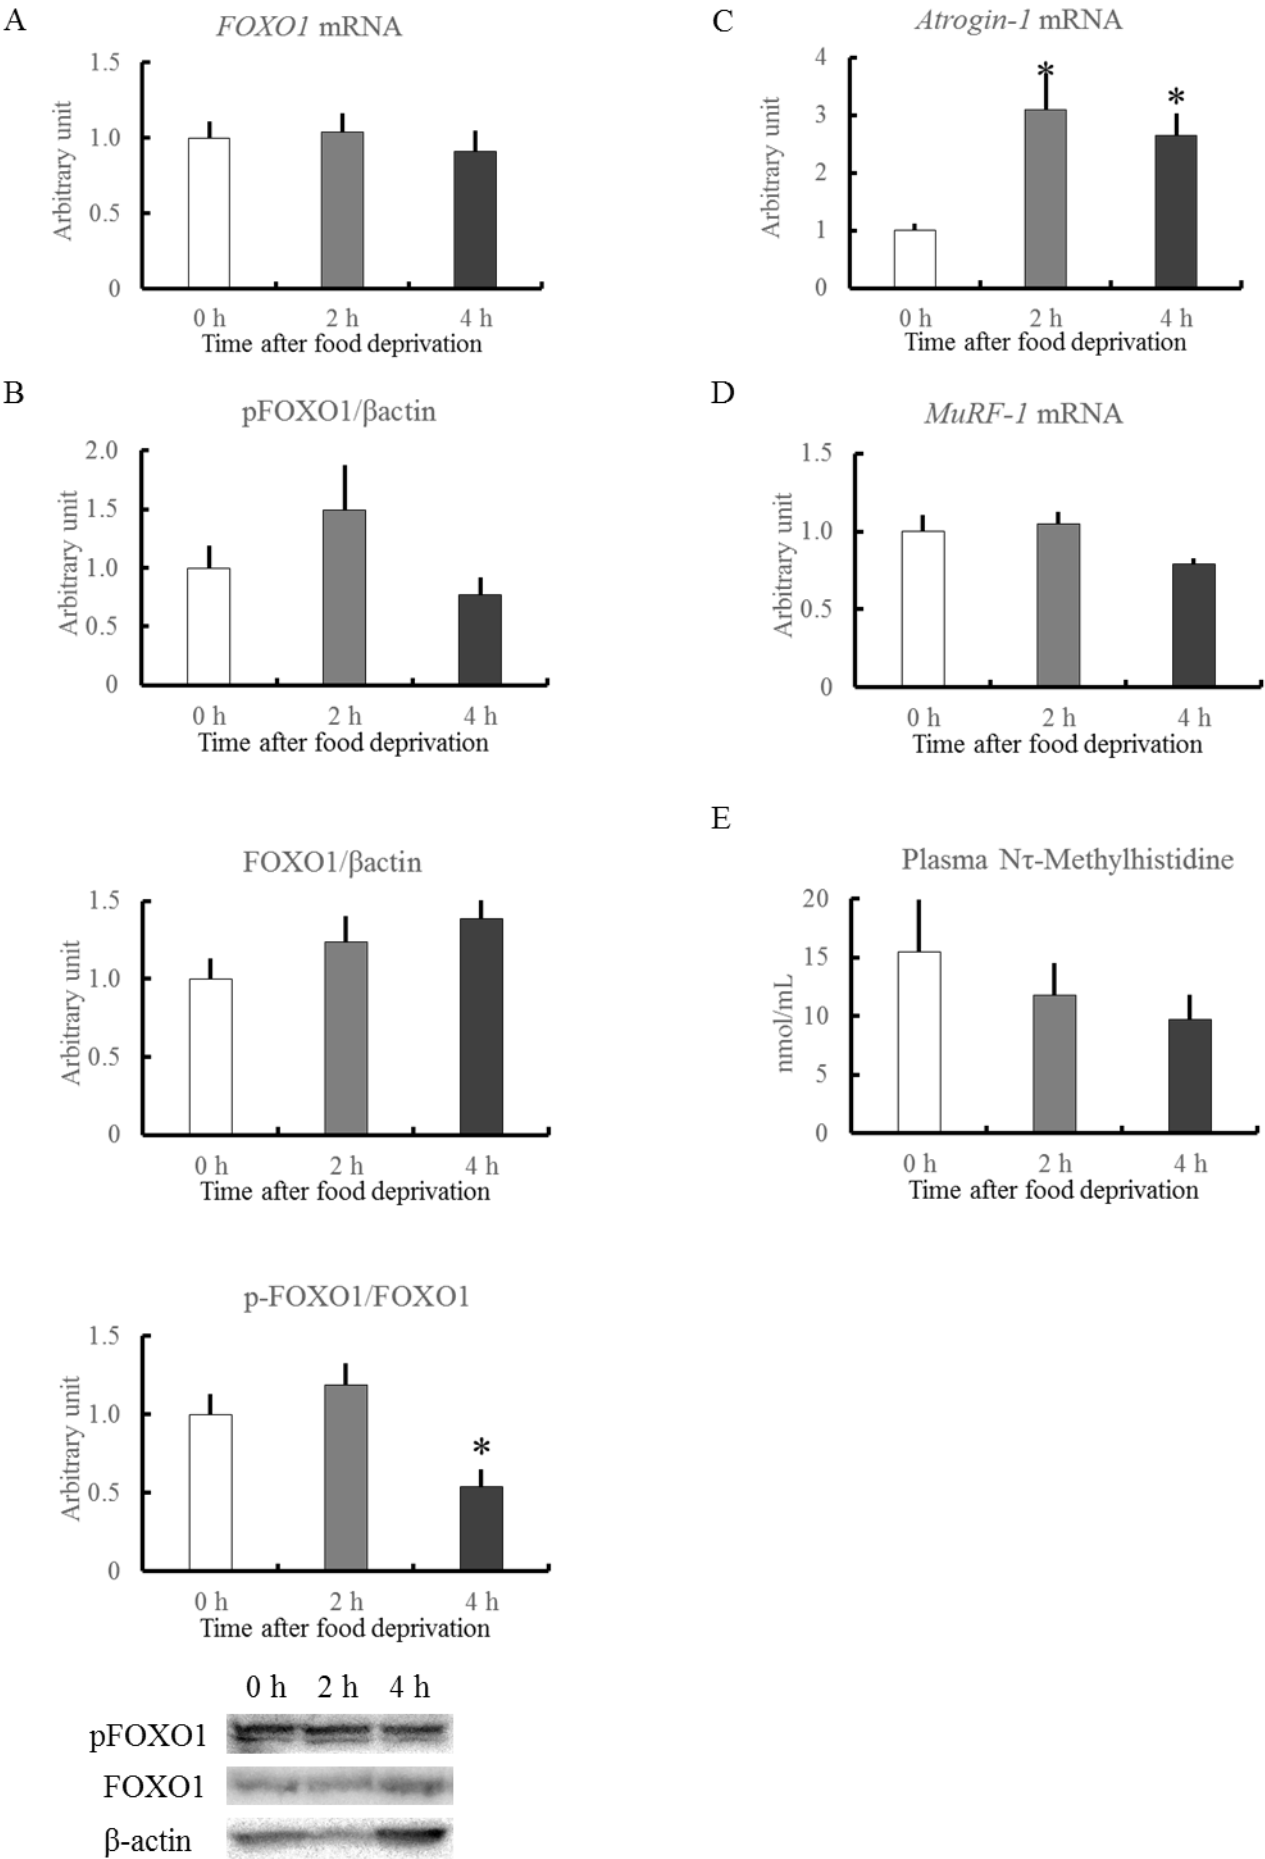 A
FOXO1 mRNA
Arbitrary unit
1.5
1.0
0.5
0
0 h 2 h 4 h
Time after food deprivation
B
pFOXO1/βactin
Arbitrary unit
2.0
1.5
1.0
0.5
0
0 h 2 h 4 h
Time after food deprivation
FOXO1/βactin
Arbitrary unit
1.5
1.0
0.5
0
0 h 2 h 4 h
Time after food deprivation
p-FOXO1/FOXO1
Arbitrary unit
1.5
1.0
0.5
0
*
0 h 2 h 4 h
Time after food deprivation
0 h 2 h 4 h
pFOXO1
FOXO1
β-actin
C
Atrogin-1 mRNA
Arbitrary unit
4
3
2
1
0
* *
0 h 2 h 4 h
Time after food deprivation
D
MuRF-1 mRNA
Arbitrary unit
1.5
1.0
0.5
0
0 h 2 h 4 h
Time after food deprivation
E
Plasma Nτ-Methylhistidine
nmol/mL
20
15
10
5
0
0 h 2 h 4 h
Time after food deprivation